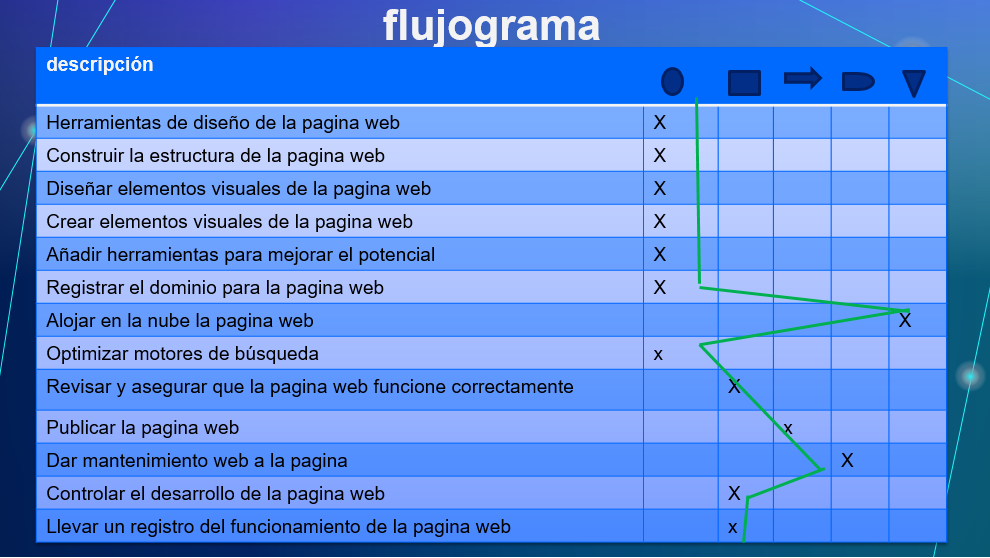 flujograma
descripción
Herramientas de diseño de la pagina web X
Construir la estructura de la pagina web X
Diseñar elementos visuales de la pagina web X
Crear elementos visuales de la pagina web X
Añadir herramientas para mejorar el potencial X
Registrar el dominio para la pagina web X
Alojar en la nube la pagina web X
Optimizar motores de búsqueda x
Revisar y asegurar que la pagina web funcione correctamente X
Publicar la pagina web x
Dar mantenimiento web a la pagina X
Controlar el desarrollo de la pagina web X
Llevar un registro del funcionamiento de la pagina web x